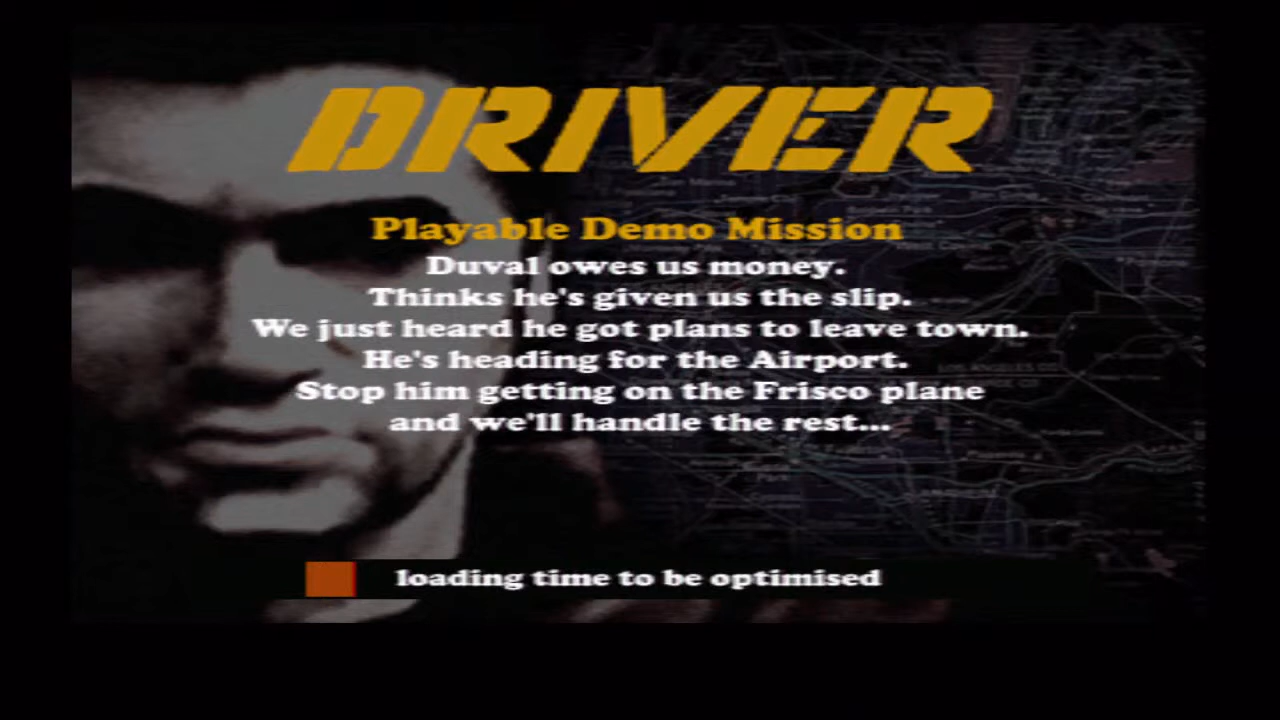 DRIVER
Playable Demo Mission
Duval owes us money.
Thinks he's given us the slip.
We just heard he got plans to leave town.
He's heading for the Airport.
Stop him getting on the Frisco plane
and we'll handle the rest...
loading time to be optimised